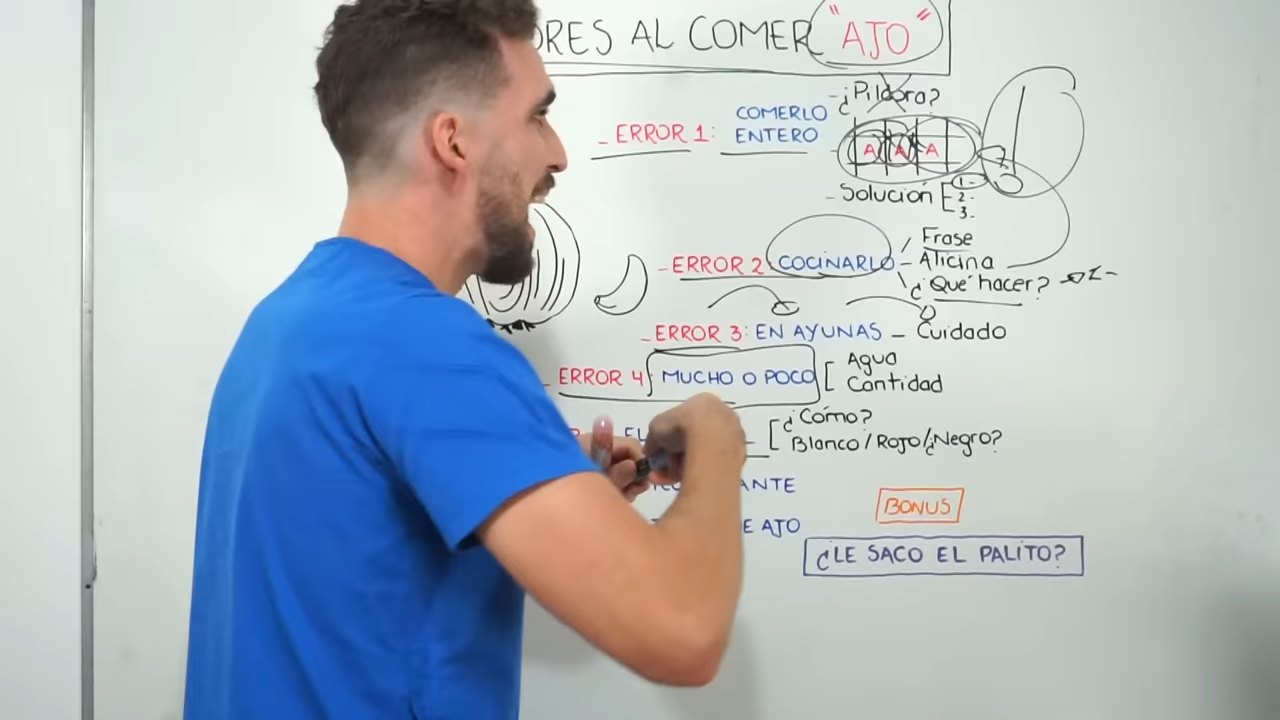 ORES AL COMER "AJO"
- ¿Píldora?
- ERROR 1: COMERLO ENTERO
- A A A
- Solución [ 1- 2- 3-
- ERROR 2: COCINARLO
Frase
- Alicina
¿Qué hacer?
- ERROR 3: EN AYUNAS - Cuidado
- ERROR 4: MUCHO O POCO
Agua
Cantidad
EL
¿Cómo?
Blanco/Rojo/¿Negro?
ANTE
E AJO
BONUS
¿LE SACO EL PALITO?